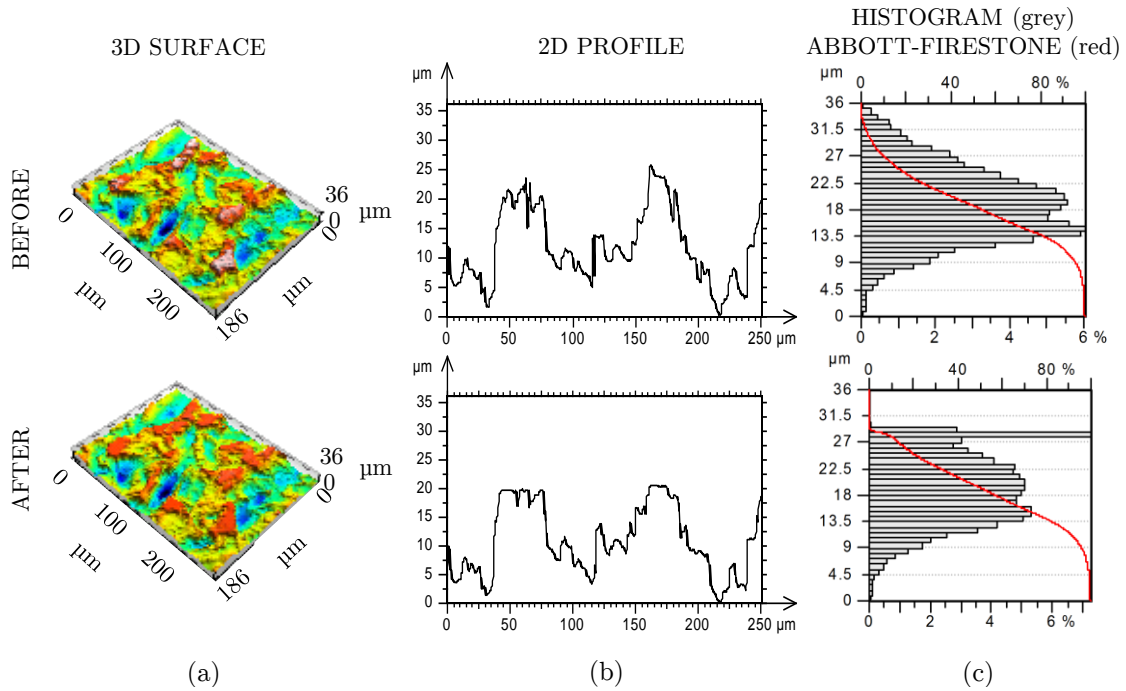 3D SURFACE
2D PROFILE
HISTOGRAM (grey)
ABBOTT-FIRESTONE (red)
BEFORE
0
100
200
µm
186
µm
36
0
0
µm
µm
35
30
25
20
15
10
5
0
0 50 100 150 200 250 µm
µm
0 40 80 %
36
31.5
27
22.5
18
13.5
9
4.5
0
0 2 4 6 %
AFTER
0
100
200
µm
186
µm
36
0
0
µm
µm
35
30
25
20
15
10
5
0
0 50 100 150 200 250 µm
µm
0 40 80 %
36
31.5
27
22.5
18
13.5
9
4.5
0
0 2 4 6 %
(a)
(b)
(c)